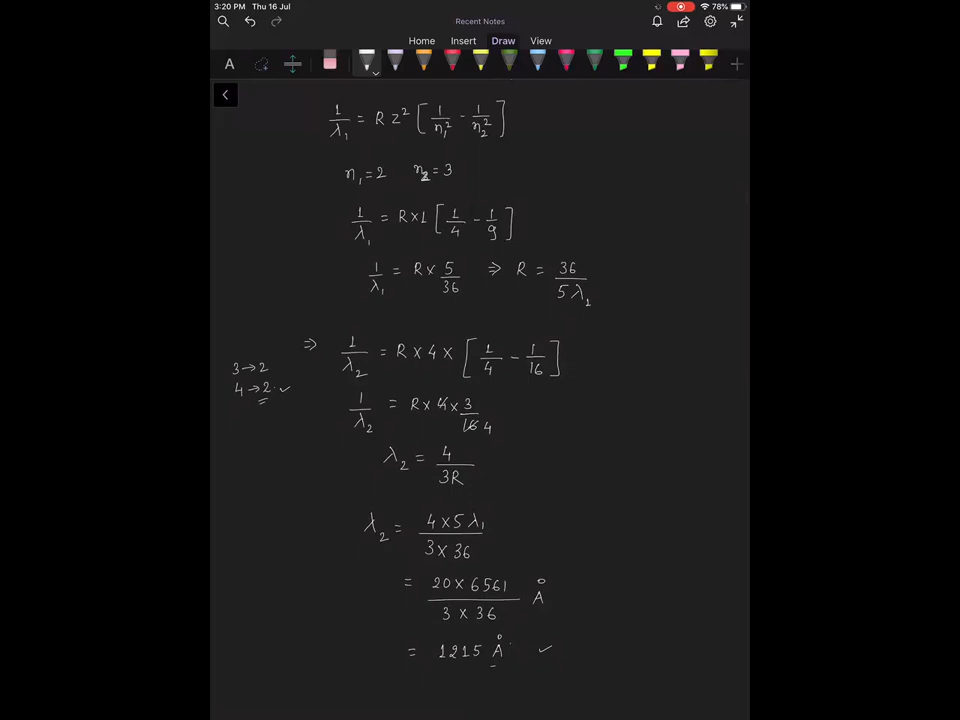 3:20 PM Thu 16 Jul 78%
Recent Notes
Home Insert Draw View
A
1/λ₁ = R z² [1/n₁² - 1/n₂²]
n₁ = 2 n₂ = 3
1/λ₁ = R × 1 [1/4 - 1/9]
1/λ₁ = R × 5/36 ⇒ R = 36/5λ₁
⇒ 1/λ₂ = R × 4 × [1/4 - 1/16]
3 → 2
4 → 2. ✓
1/λ₂ = R × 4 × 3/16 4
λ₂ = 4/3R
λ₂ = 4 × 5 λ₁/3 × 36
= 20 × 6561/3 × 36 Å
= 1215 Å ✓